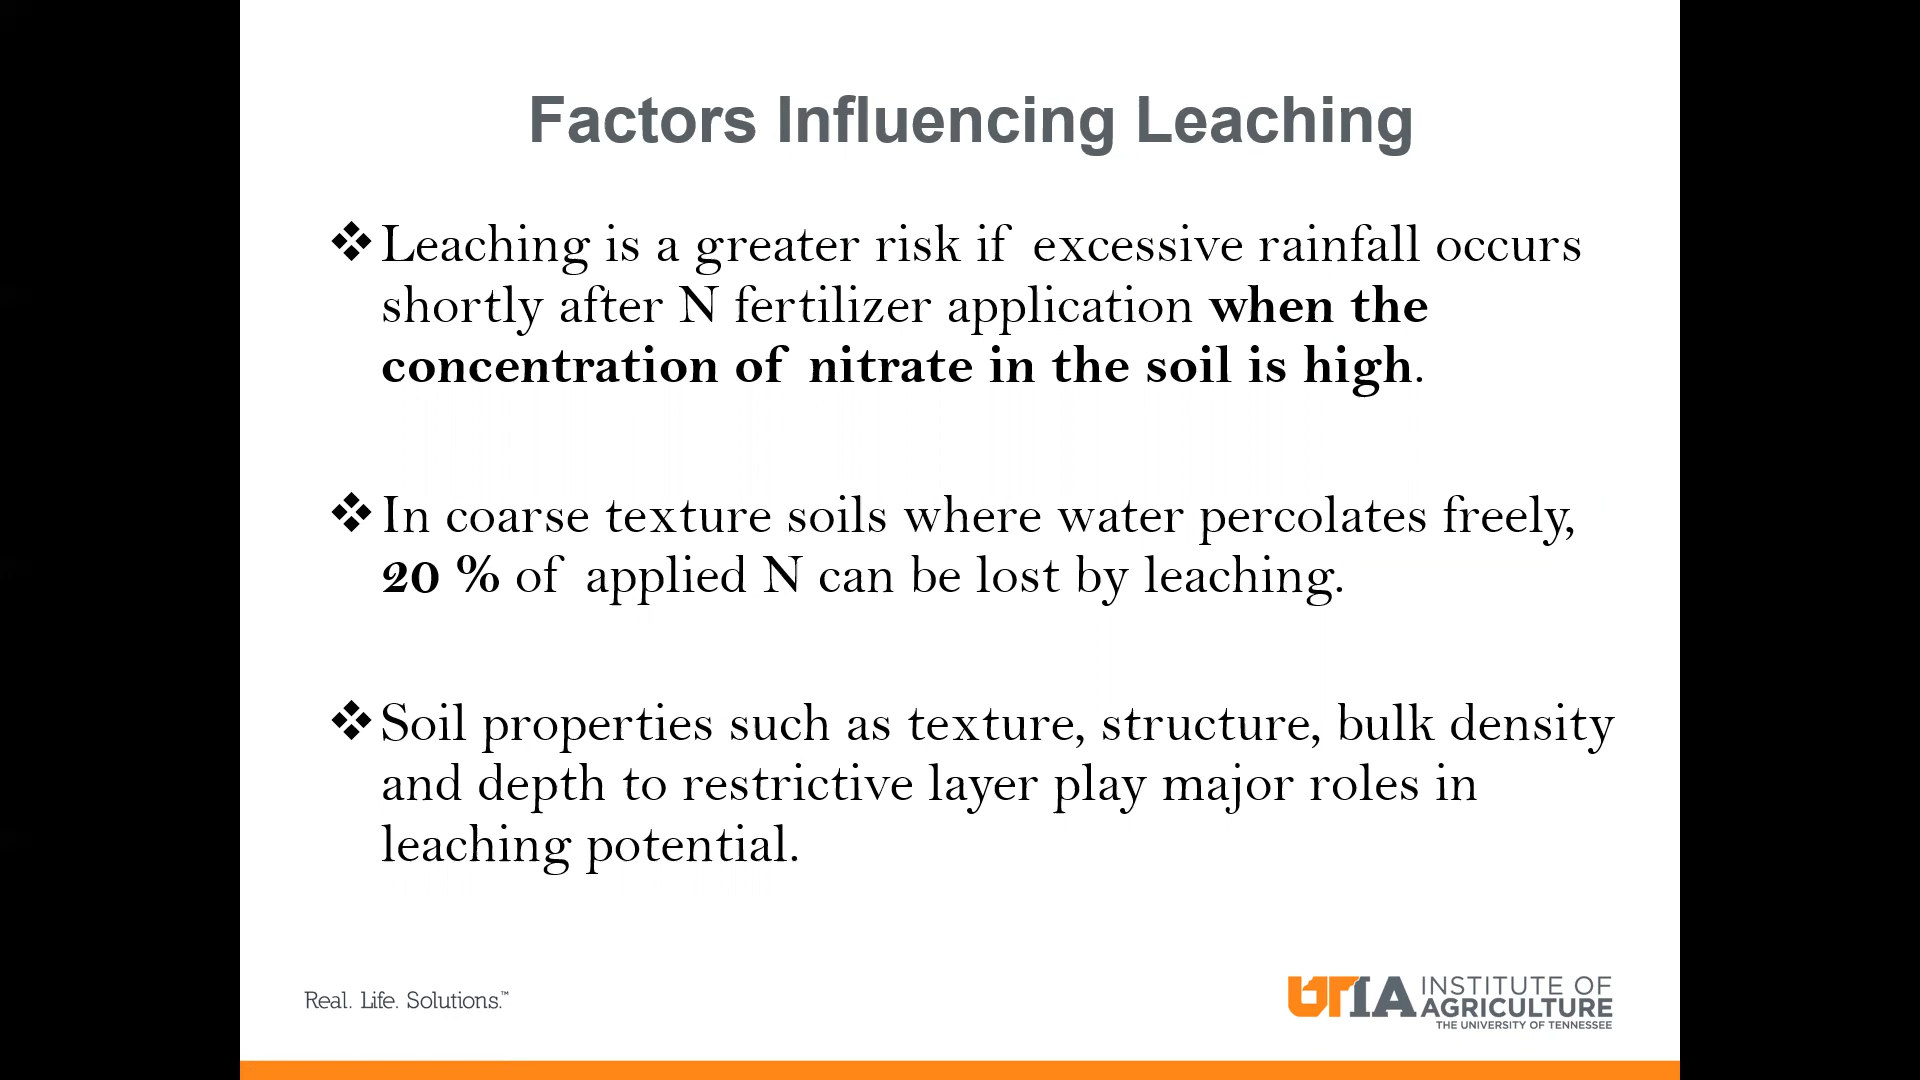 Factors Influencing Leaching
❖Leaching is a greater risk if excessive rainfall occurs
shortly after N fertilizer application when the
concentration of nitrate in the soil is high.
❖In coarse texture soils where water percolates freely,
20 % of applied N can be lost by leaching.
❖Soil properties such as texture, structure, bulk density
and depth to restrictive layer play major roles in
leaching potential.
Real. Life. Solutions.™
UTIA INSTITUTE OF
AGRICULTURE
THE UNIVERSITY OF TENNESSEE